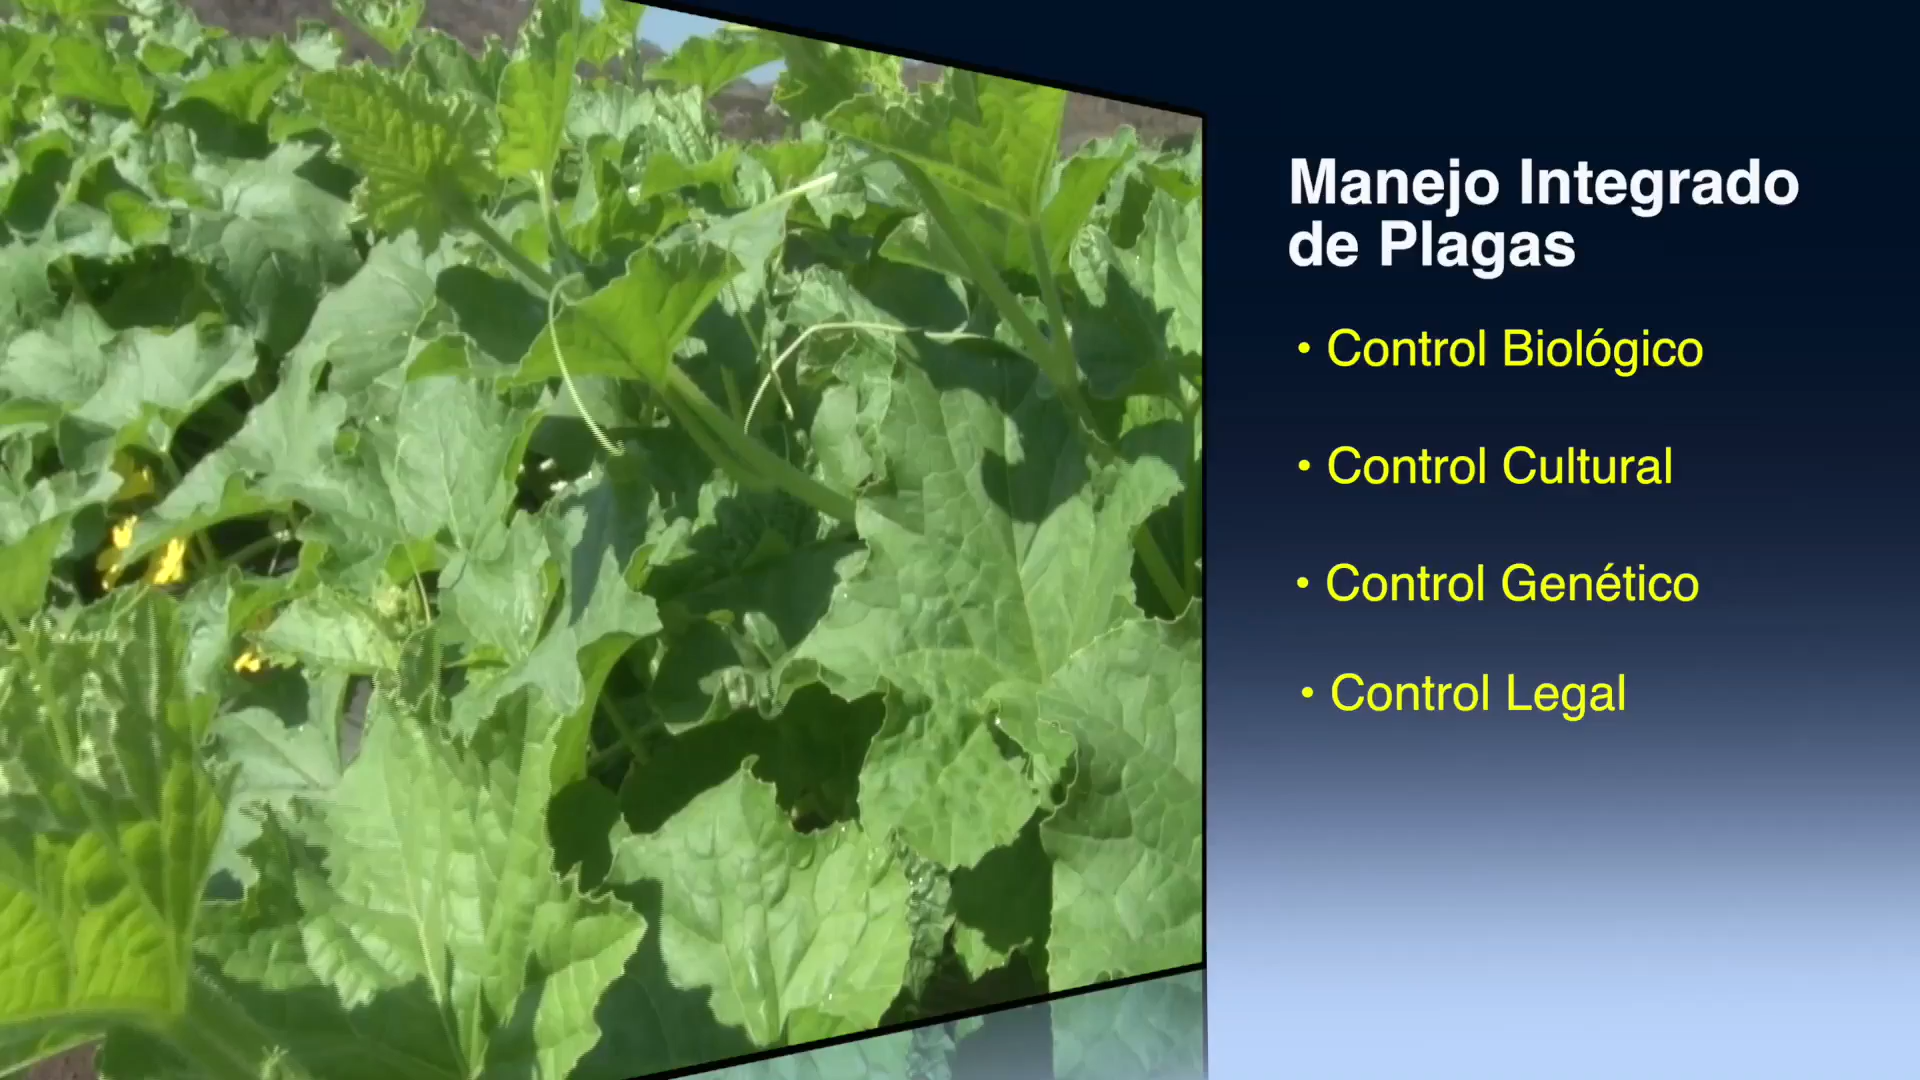 Manejo Integrado
de Plagas
• Control Biológico
• Control Cultural
• Control Genético
• Control Legal